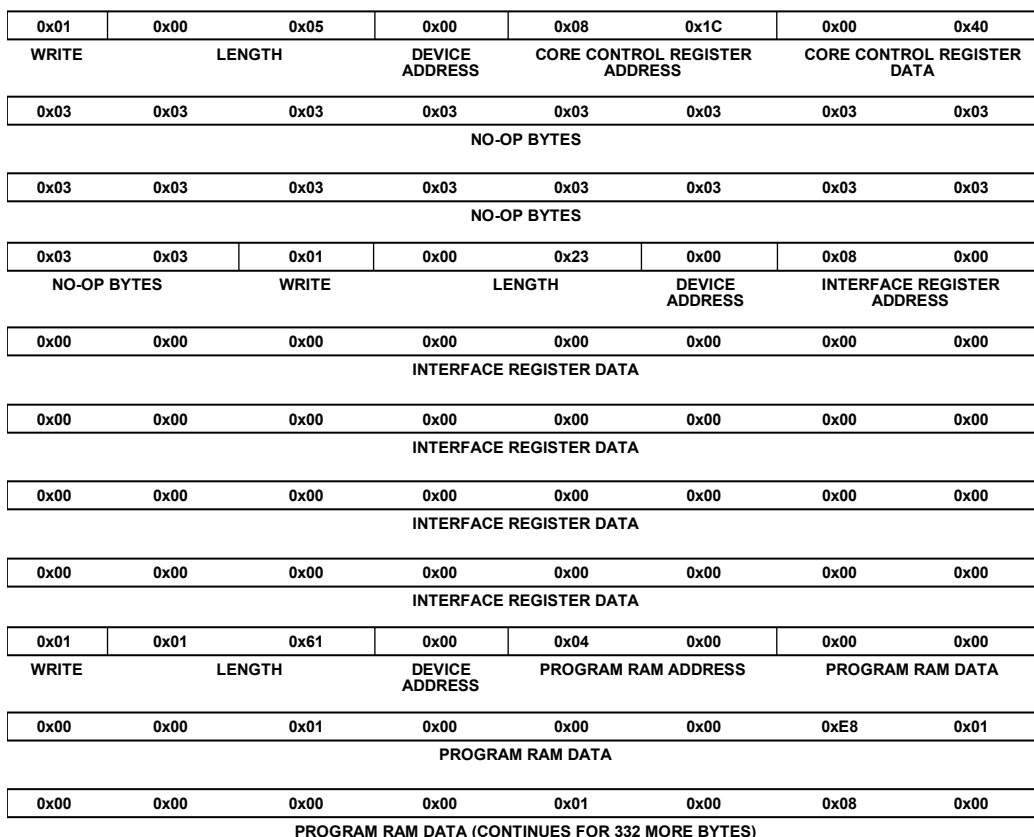 0x01 0x00 0x05 0x00 0x08 0x1C 0x00 0x40
WRITE LENGTH DEVICE ADDRESS CORE CONTROL REGISTER ADDRESS CORE CONTROL REGISTER DATA
0x03 0x03 0x03 0x03 0x03 0x03 0x03 0x03
NO-OP BYTES
0x03 0x03 0x03 0x03 0x03 0x03 0x03 0x03
NO-OP BYTES
0x03 0x03 0x01 0x00 0x23 0x00 0x08 0x00
NO-OP BYTES WRITE LENGTH DEVICE ADDRESS INTERFACE REGISTER ADDRESS
0x00 0x00 0x00 0x00 0x00 0x00 0x00 0x00
INTERFACE REGISTER DATA
0x00 0x00 0x00 0x00 0x00 0x00 0x00 0x00
INTERFACE REGISTER DATA
0x00 0x00 0x00 0x00 0x00 0x00 0x00 0x00
INTERFACE REGISTER DATA
0x00 0x00 0x00 0x00 0x00 0x00 0x00 0x00
INTERFACE REGISTER DATA
0x01 0x01 0x61 0x00 0x04 0x00 0x00 0x00
WRITE LENGTH DEVICE ADDRESS PROGRAM RAM ADDRESS PROGRAM RAM DATA
0x00 0x00 0x01 0x00 0x00 0x00 0xE8 0x01
PROGRAM RAM DATA
0x00 0x00 0x00 0x00 0x01 0x00 0x08 0x00
PROGRAM RAM DATA (CONTINUES FOR 332 MORE BYTES)